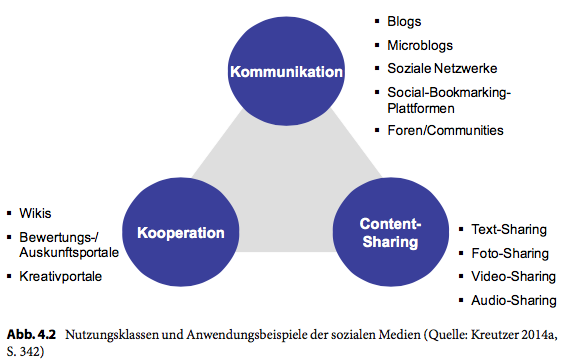 Kommunikation
Blogs
Microblogs
Soziale Netzwerke
Social-Bookmarking-
Plattformen
Foren/Communities
Kooperation
Wikis
Bewertungs-/
Auskunftsportale
Kreativportale
Content-
Sharing
Text-Sharing
Foto-Sharing
Video-Sharing
Audio-Sharing
Abb. 4.2 Nutzungsklassen und Anwendungsbeispiele der sozialen Medien (Quelle: Kreutzer 2014a,
S. 342)